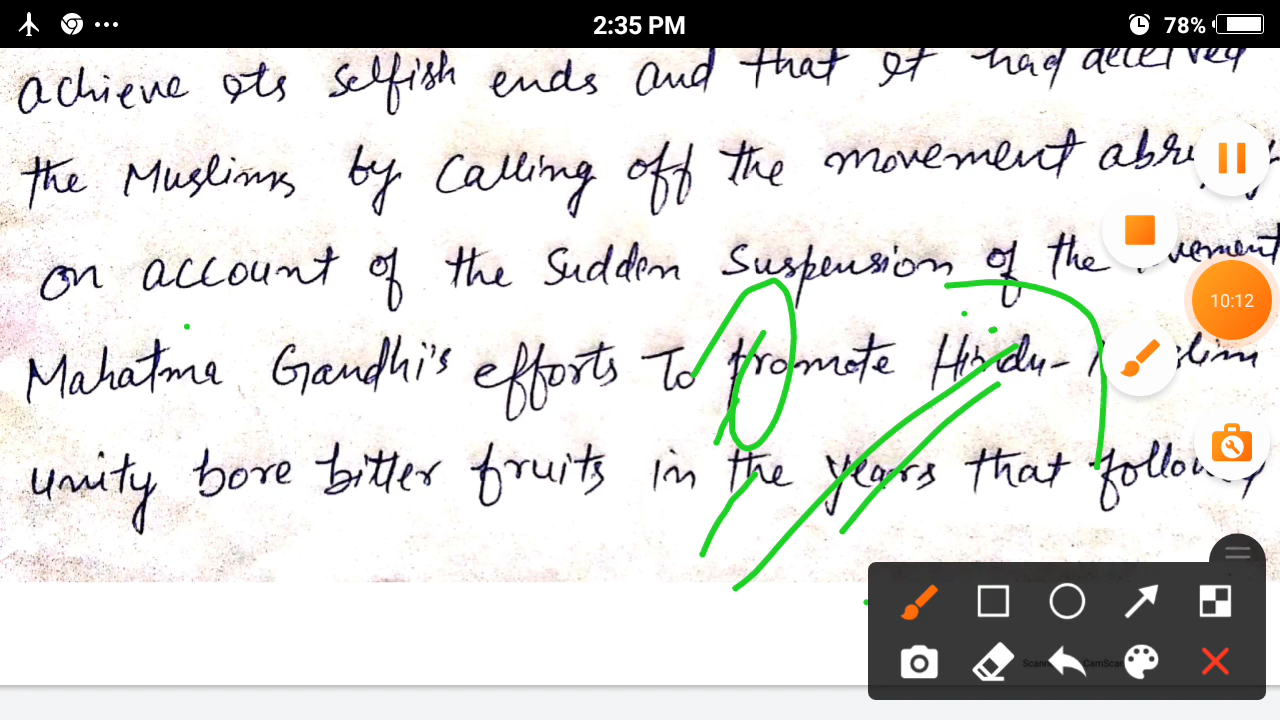 2:35 PM 78%
achieve its selfish ends and that it had deceived
the Muslims by Calling off the movement
on account of the Sudden Suspension of the
10:12
Mahatma Gandhi's efforts To promote Hindu-
unity bore bitter fruits in the years that